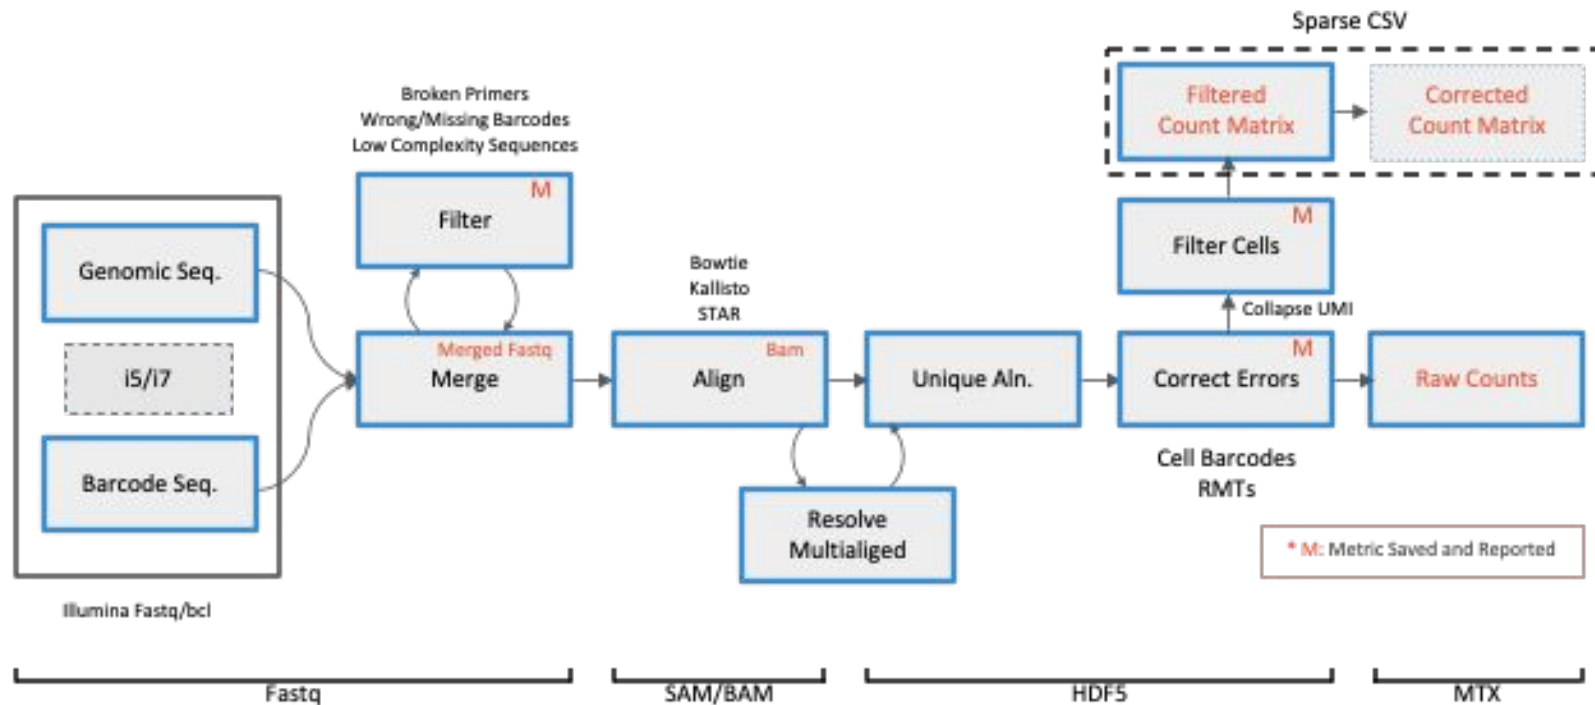 Sparse CSV
Filtered
Count Matrix
Corrected
Count Matrix
Broken Primers
Wrong/Missing Barcodes
Low Complexity Sequences
M
Filter
M
Filter Cells
Genomic Seq.
Bowtie
Kallisto
STAR
Collapse UMI
i5/i7
Merged Fastq
Merge
Bam
Align
Unique Aln.
M
Correct Errors
Raw Counts
Barcode Seq.
Cell Barcodes
RMTs
Resolve
Multialiged
* M: Metric Saved and Reported
Illumina Fastq/bcl
Fastq
SAM/BAM
HDF5
MTX